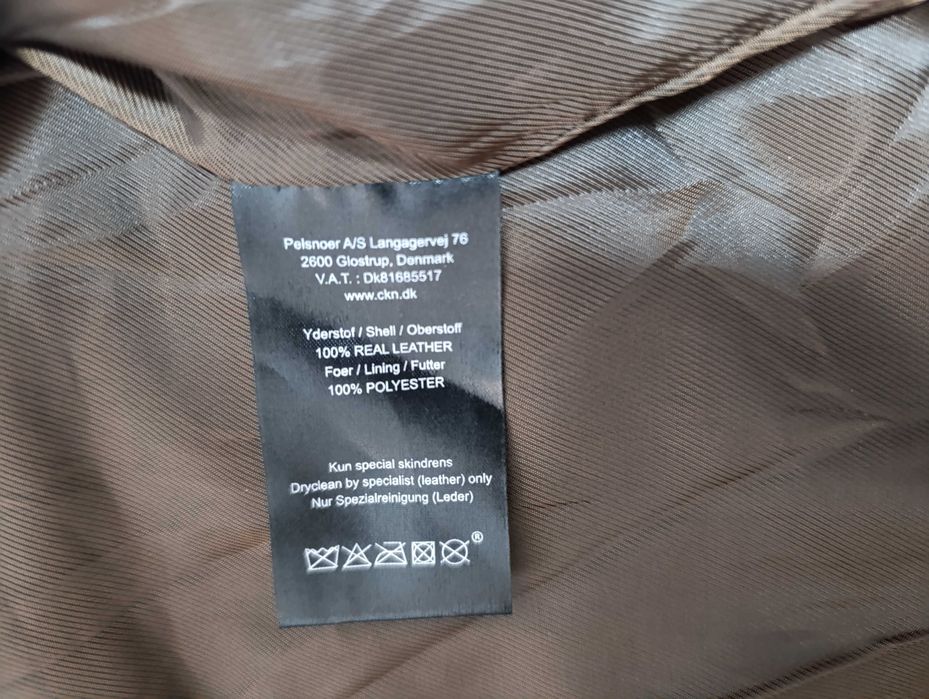 Pelsnoer A/S Langagervej 76
2600 Glostrup, Denmark
V.A.T. : Dk81685517
www.ckn.dk
Yderstof / Shell / Oberstoff
100% REAL LEATHER
Foer / Lining / Futter
100% POLYESTER
Kun special skindrens
Dryclean by specialist (leather) only
Nur Spezialreinigung (Leder)
®